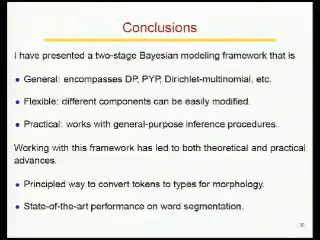 Conclusions
I have presented a two-stage Bayesian modeling framework that is
● General: encompasses DP, PYP, Dirichlet-multinomial, etc.
● Flexible: different components can be easily modified.
● Practical: works with general-purpose inference procedures.
Working with this framework has led to both theoretical and practical
advances.
● Principled way to convert tokens to types for morphology.
● State-of-the-art performance on word segmentation.